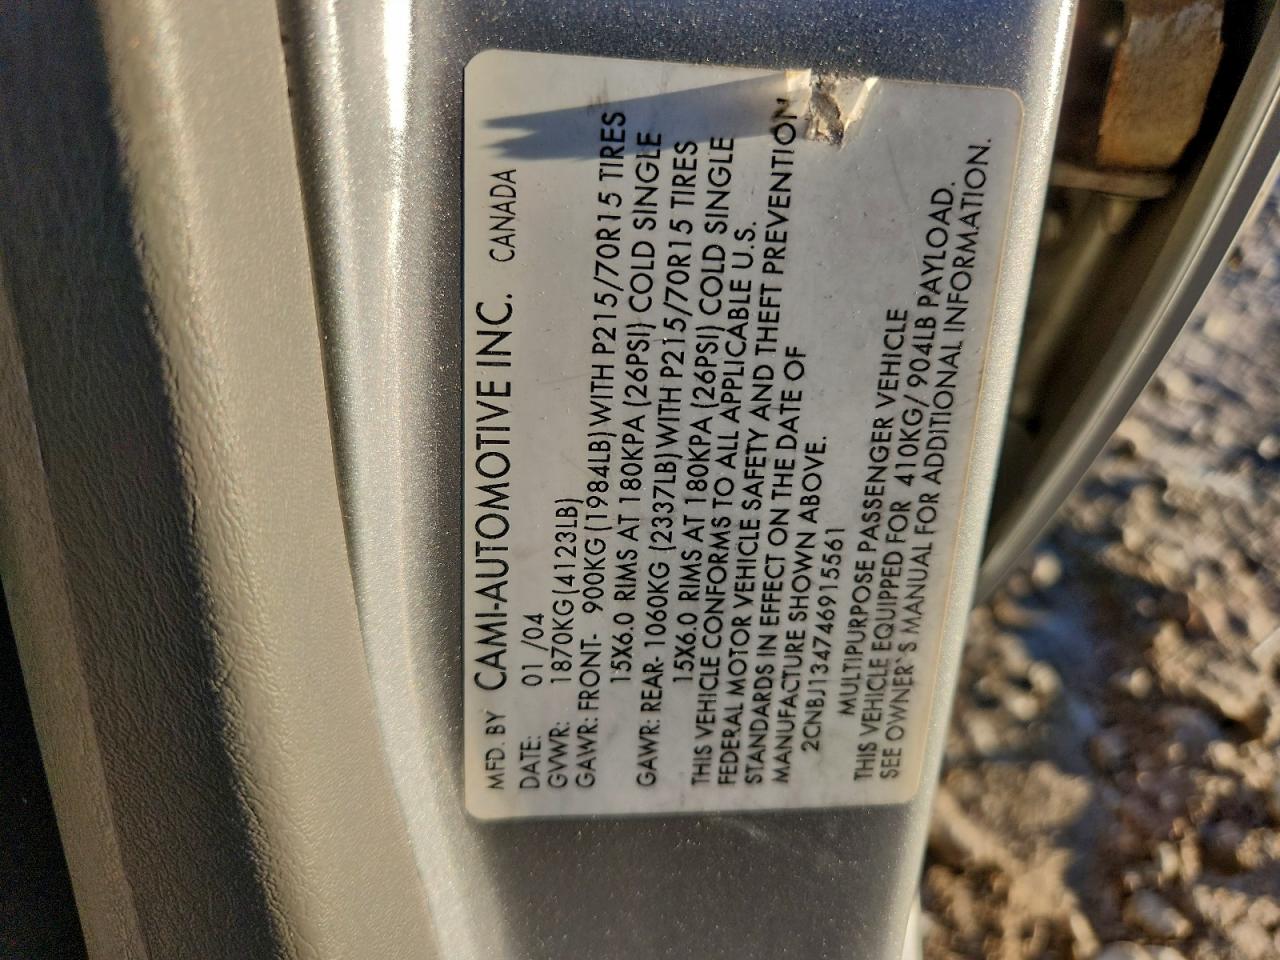 MFD. BY CAMI-AUTOMOTIVE INC. CANADA
DATE: 01 /04
GVWR: 1870KG(4123LB)
GAWR: FRONT- 900KG(1984LB)WITH P215/70R15 TIRES
15X6.0 RIMS AT 180KPA (26PSI) COLD SINGLE
GAWR: REAR- 1060KG (2337LB)WITH P215/70R15 TIRES
15X6.0 RIMS AT 180KPA (26PSI) COLD SINGLE
THIS VEHICLE CONFORMS TO ALL APPLICABLE U.S.
FEDERAL MOTOR VEHICLE SAFETY AND THEFT PREVENTION
STANDARDS IN EFFECT ON THE DATE OF
MANUFACTURE SHOWN ABOVE.
2CNBJ134746915561
MULTIPURPOSE PASSENGER VEHICLE
THIS VEHICLE EQUIPPED FOR 410KG/ 904LB PAYLOAD.
SEE OWNER`S MANUAL FOR ADDITIONAL INFORMATION.